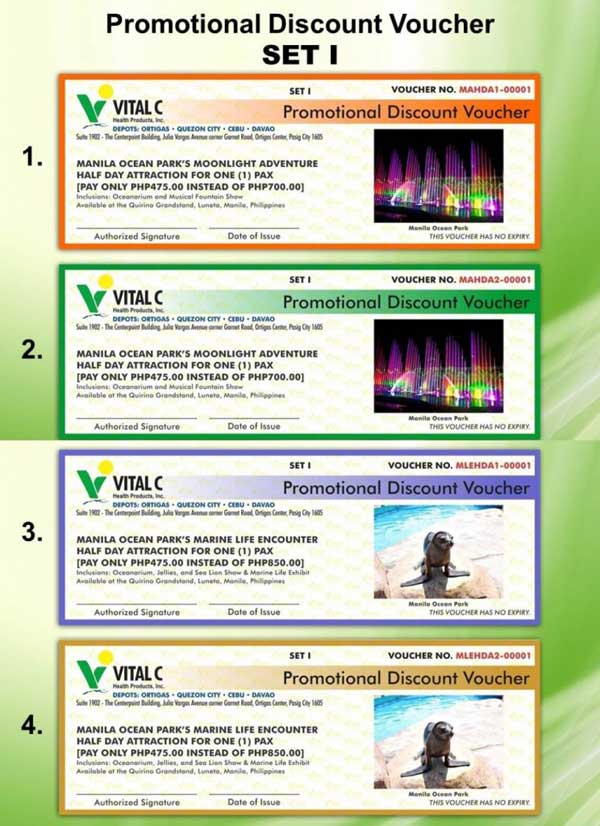 Promotional Discount Voucher
SET I
1.
SET I
VOUCHER NO. MAHDA1-00001
VITAL C
Health Products, Inc.
Promotional Discount Voucher
DEPOTS: ORTIGAS • QUEZON CITY • CEBU • DAVAO
Suite 1902 - The Centerpoint Building, Julia Vargas Avenue corner Garnet Road, Ortigas Center, Pasig City 1605
MANILA OCEAN PARK'S MOONLIGHT ADVENTURE
HALF DAY ATTRACTION FOR ONE (1) PAX
[PAY ONLY PHP475.00 INSTEAD OF PHP700.00]
Inclusions: Oceanarium and Musical Fountain Show
Available at the Quirino Grandstand, Luneta, Manila, Philippines
Manila Ocean Park
Authorized Signature
Date of Issue
THIS VOUCHER HAS NO EXPIRY.
2.
SET I
VOUCHER NO. MAHDA2-00001
VITAL C
Health Products, Inc.
Promotional Discount Voucher
DEPOTS: ORTIGAS • QUEZON CITY • CEBU • DAVAO
Suite 1902 - The Centerpoint Building, Julia Vargas Avenue corner Garnet Road, Ortigas Center, Pasig City 1605
MANILA OCEAN PARK'S MOONLIGHT ADVENTURE
HALF DAY ATTRACTION FOR ONE (1) PAX
[PAY ONLY PHP475.00 INSTEAD OF PHP700.00]
Inclusions: Oceanarium and Musical Fountain Show
Available at the Quirino Grandstand, Luneta, Manila, Philippines
Manila Ocean Park
Authorized Signature
Date of Issue
THIS VOUCHER HAS NO EXPIRY.
3.
SET I
VOUCHER NO. MLEHDA1-00001
VITAL C
Health Products, Inc.
Promotional Discount Voucher
DEPOTS: ORTIGAS • QUEZON CITY • CEBU • DAVAO
Suite 1902 - The Centerpoint Building, Julia Vargas Avenue corner Garnet Road, Ortigas Center, Pasig City 1605
MANILA OCEAN PARK'S MARINE LIFE ENCOUNTER
HALF DAY ATTRACTION FOR ONE (1) PAX
[PAY ONLY PHP475.00 INSTEAD OF PHP850.00]
Inclusions: Oceanarium, Jellies, and Sea Lion Show & Marine Life Exhibit
Available at the Quirino Grandstand, Luneta, Manila, Philippines
Manila Ocean Park
Authorized Signature
Date of Issue
THIS VOUCHER HAS NO EXPIRY.
4.
SET I
VOUCHER NO. MLEHDA2-00001
VITAL C
Health Products, Inc.
Promotional Discount Voucher
DEPOTS: ORTIGAS • QUEZON CITY • CEBU • DAVAO
Suite 1902 - The Centerpoint Building, Julia Vargas Avenue corner Garnet Road, Ortigas Center, Pasig City 1605
MANILA OCEAN PARK'S MARINE LIFE ENCOUNTER
HALF DAY ATTRACTION FOR ONE (1) PAX
[PAY ONLY PHP475.00 INSTEAD OF PHP850.00]
Inclusions: Oceanarium, Jellies, and Sea Lion Show & Marine Life Exhibit
Available at the Quirino Grandstand, Luneta, Manila, Philippines
Manila Ocean Park
Authorized Signature
Date of Issue
THIS VOUCHER HAS NO EXPIRY.